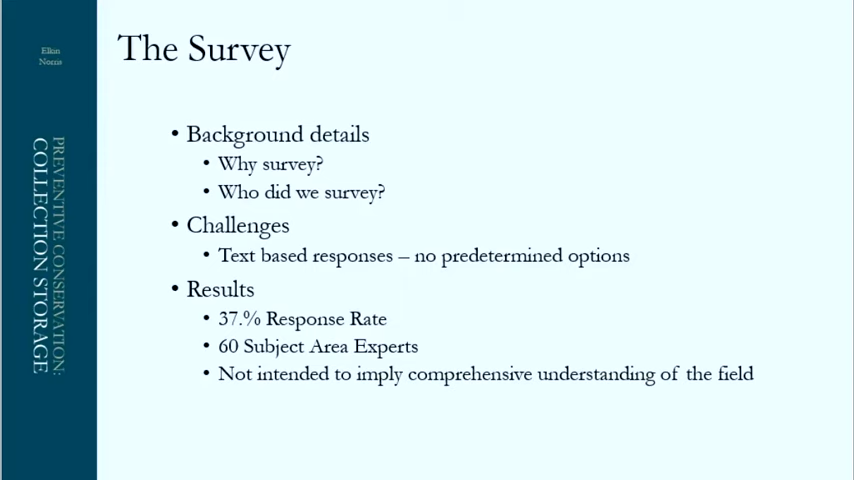 Elkin
Norris
PREVENTIVE CONSERVATION:
COLLECTION STORAGE
The Survey
• Background details
• Why survey?
• Who did we survey?
• Challenges
• Text based responses – no predetermined options
• Results
• 37.% Response Rate
• 60 Subject Area Experts
• Not intended to imply comprehensive understanding of the field